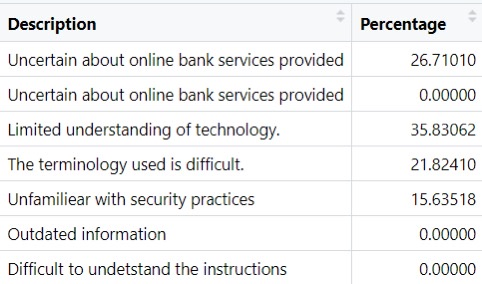 Description Percentage
Uncertain about online bank services provided 26.71010
Uncertain about online bank services provided 0.00000
Limited understanding of technology. 35.83062
The terminology used is difficult. 21.82410
Unfamiliear with security practices 15.63518
Outdated information 0.00000
Difficult to undetstand the instructions 0.00000